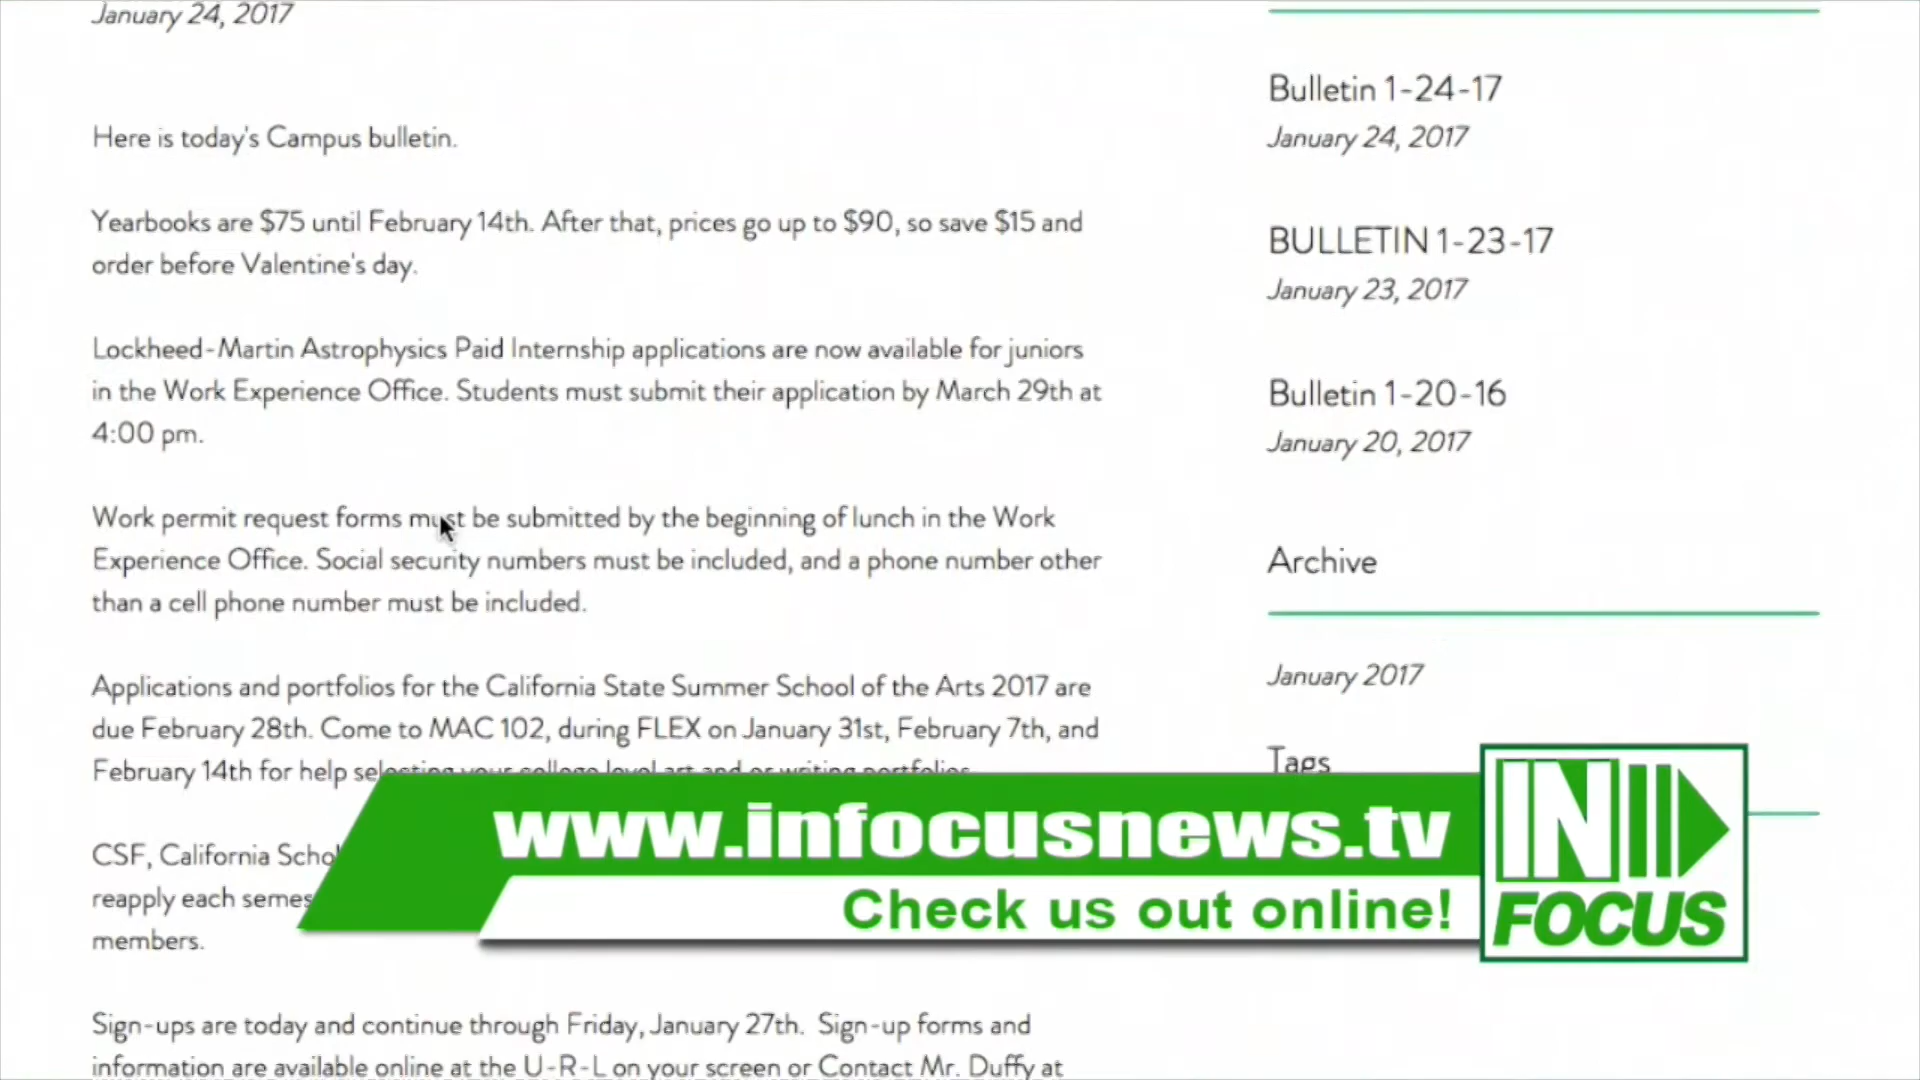 January 24, 2017
Here is today's Campus bulletin.
Yearbooks are $75 until February 14th. After that, prices go up to $90, so save $15 and
order before Valentine's day.
Lockheed-Martin Astrophysics Paid Internship applications are now available for juniors
in the Work Experience Office. Students must submit their application by March 29th at
4:00 pm.
Work permit request forms must be submitted by the beginning of lunch in the Work
Experience Office. Social security numbers must be included, and a phone number other
than a cell phone number must be included.
Applications and portfolios for the California State Summer School of the Arts 2017 are
due February 28th. Come to MAC 102, during FLEX on January 31st, February 7th, and
February 14th for help selecting your college level art and or writing portfolios.
CSF, California Schol
reapply each semes
members.
Sign-ups are today and continue through Friday, January 27th. Sign-up forms and
information are available online at the U-R-L on your screen or Contact Mr. Duffy at
Bulletin 1-24-17
January 24, 2017
BULLETIN 1-23-17
January 23, 2017
Bulletin 1-20-16
January 20, 2017
Archive
January 2017
Tags
www.infocusnews.tv
Check us out online!
IN
FOCUS